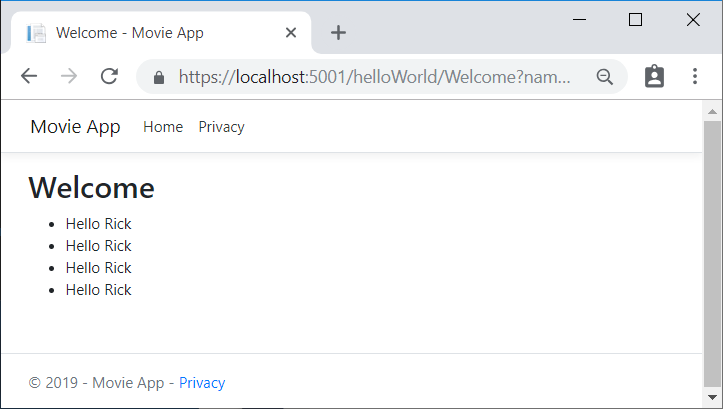 Welcome - Movie App
https://localhost:5001/helloWorld/Welcome?nam...
Movie App Home Privacy
Welcome
Hello Rick
Hello Rick
Hello Rick
Hello Rick
© 2019 - Movie App - Privacy